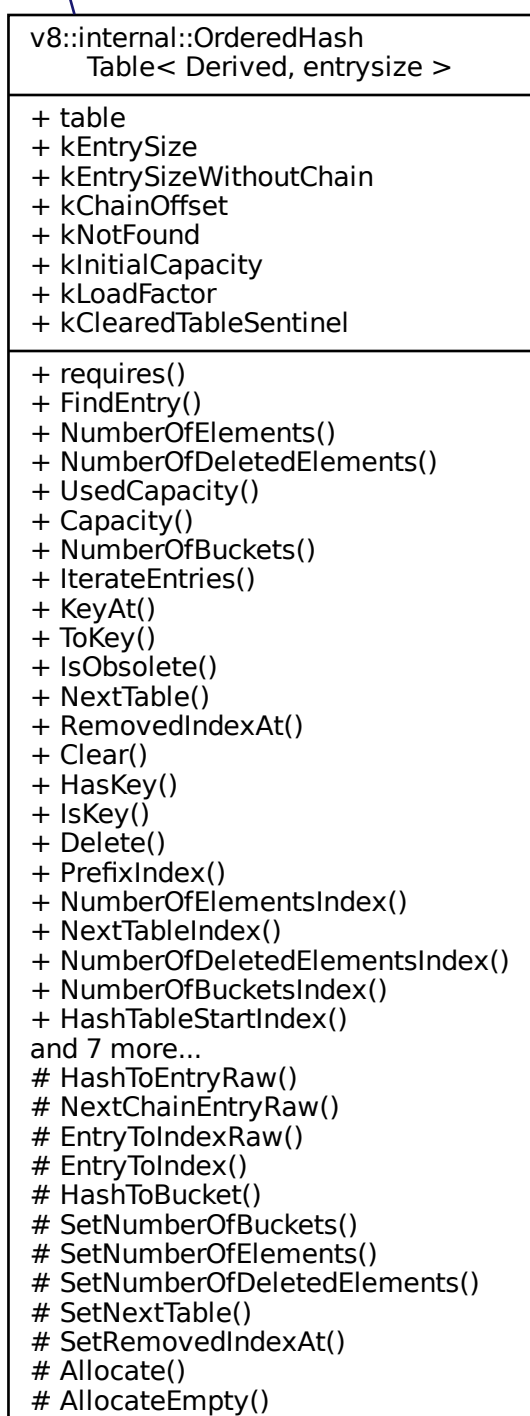 v8::internal::OrderedHash
Table< Derived, entrysize >
+ table
+ kEntrySize
+ kEntrySizeWithoutChain
+ kChainOffset
+ kNotFound
+ kInitialCapacity
+ kLoadFactor
+ kClearedTableSentinel
+ requires()
+ FindEntry()
+ NumberOfElements()
+ NumberOfDeletedElements()
+ UsedCapacity()
+ Capacity()
+ NumberOfBuckets()
+ IterateEntries()
+ KeyAt()
+ ToKey()
+ IsObsolete()
+ NextTable()
+ RemovedIndexAt()
+ Clear()
+ HasKey()
+ IsKey()
+ Delete()
+ PrefixIndex()
+ NumberOfElementsIndex()
+ NextTableIndex()
+ NumberOfDeletedElementsIndex()
+ NumberOfBucketsIndex()
+ HashTableStartIndex()
and 7 more...
# HashToEntryRaw()
# NextChainEntryRaw()
# EntryToIndexRaw()
# EntryToIndex()
# HashToBucket()
# SetNumberOfBuckets()
# SetNumberOfElements()
# SetNumberOfDeletedElements()
# SetNextTable()
# SetRemovedIndexAt()
# Allocate()
# AllocateEmpty()